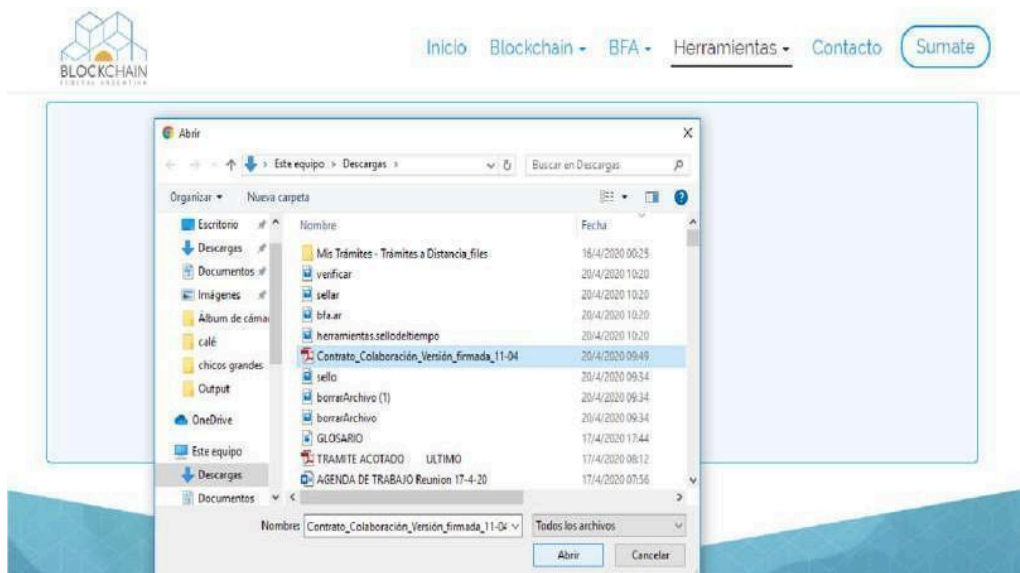 BLOCKCHAIN
FEDERAL ARGENTINA
Inicio Blockchain BFA Herramientas Contacto Sumate
Abrir X
Este equipo > Descargas > Buscar en Descargas
Organizar Nueva carpeta
Escritorio
Descargas
Documentos
Imágenes
Álbum de cámar
calé
chicos grandes
Output
OneDrive
Este equipo
Descargas
Documentos
Nombre Fecha
Mis Trámites - Trámites a Distancia_files 16/4/2020 00:25
verificar 20/4/2020 10:20
sellar 20/4/2020 10:20
bfa.ar 20/4/2020 10:20
herramientas.sellodeltiempo 20/4/2020 10:20
Contrato_Colaboración_Versión_firmada_11-04 20/4/2020 09:49
sello 20/4/2020 09:34
borrarArchivo (1) 20/4/2020 09:34
borrarArchivo 20/4/2020 09:34
GLOSARIO 17/4/2020 17:44
TRAMITE ACOTADO ULTIMO 17/4/2020 08:12
AGENDA DE TRABAJO Reunion 17-4-20 17/4/2020 07:56
Nombre: Contrato_Colaboración_Versión_firmada_11-04 Todos los archivos
Abrir Cancelar